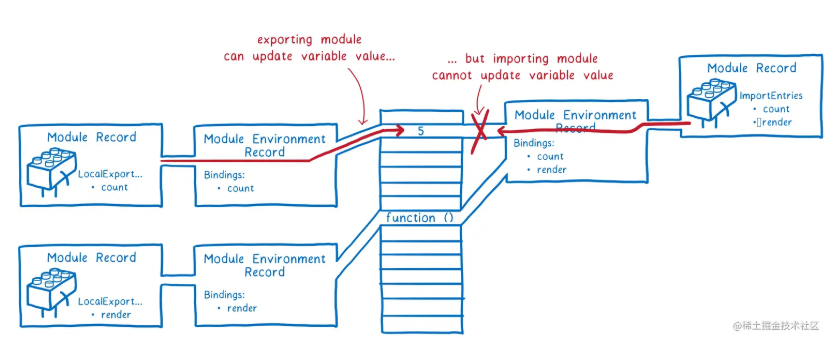 exporting module
can update variable value...
... but importing module
cannot update variable value
Module Record
ImportEntries
• count
• render
Module Environment
Record
Bindings:
• count
• render
5
Module Record
LocalExport...
• count
Module Environment
Record
Bindings:
• count
function ()
Module Record
LocalExport...
• render
Module Environment
Record
Bindings:
• render
@稀土掘金技术社区